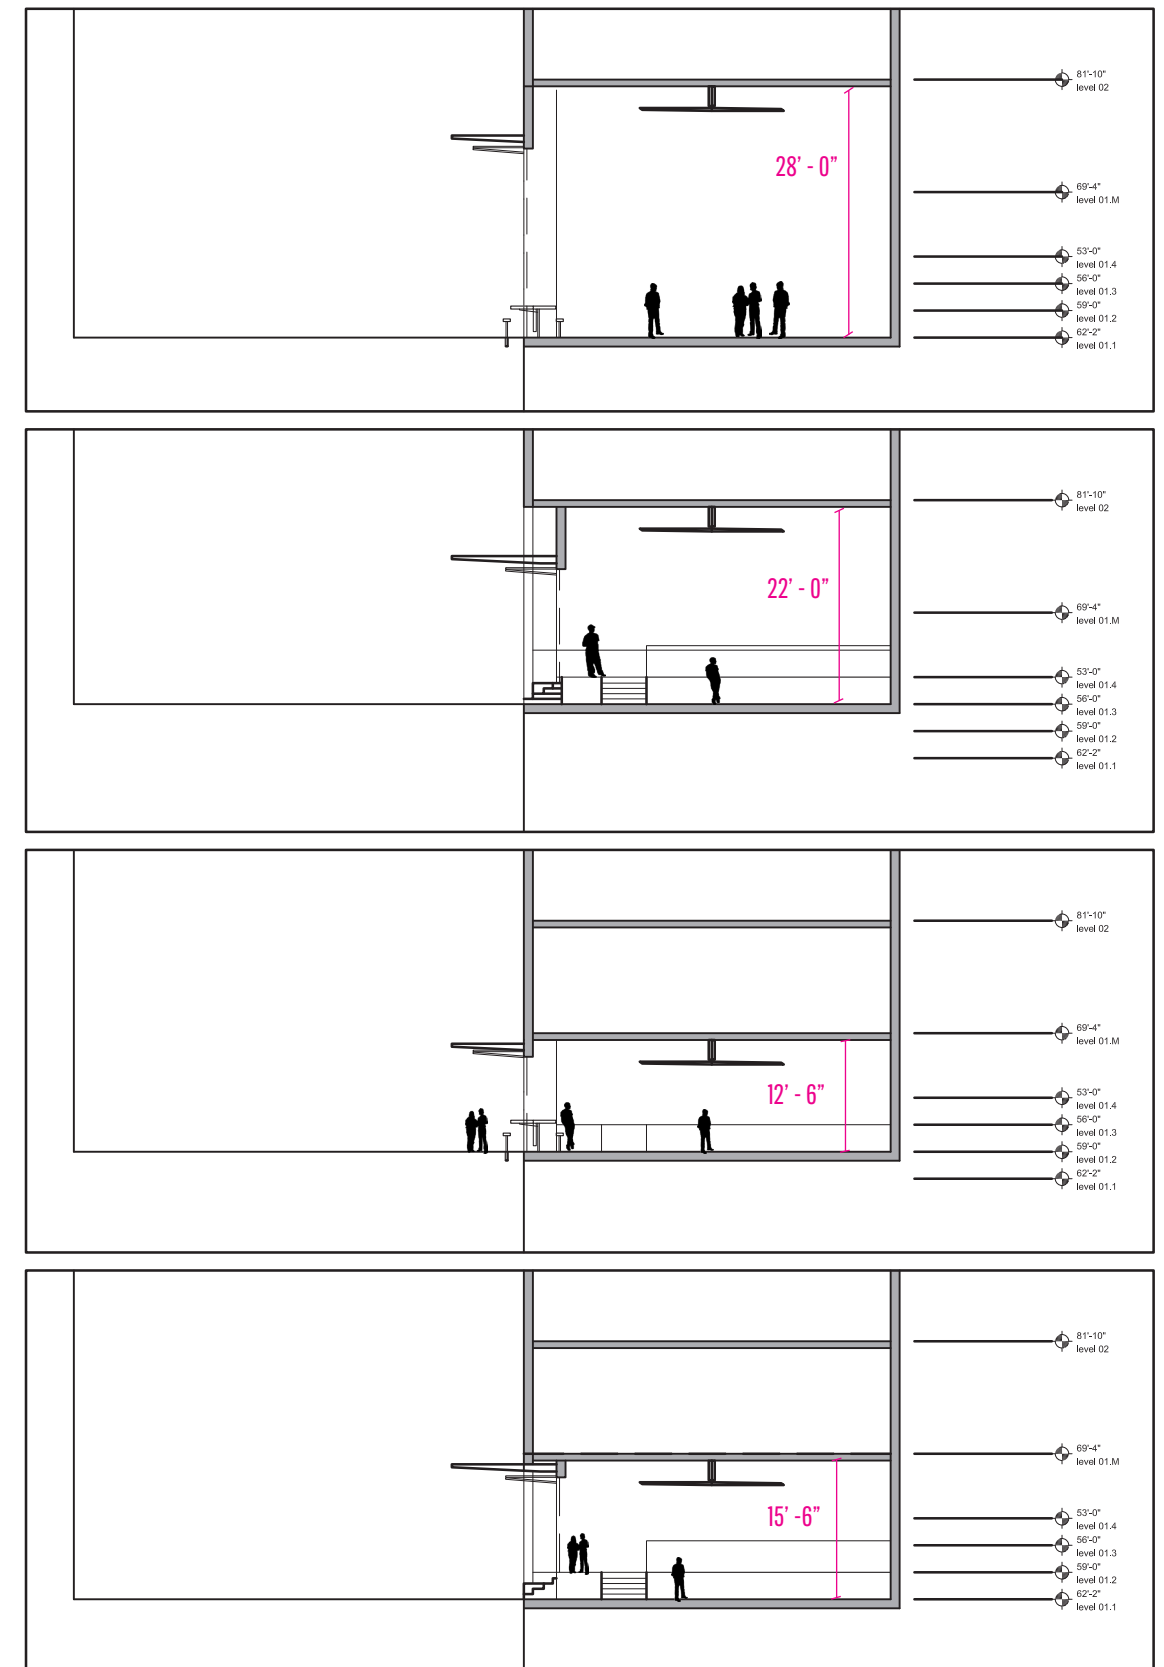 81'-10"
level 02
28' - 0”
69'-4"
level 01.M
53'-0"
level 01.4
56'-0"
level 01.3
59'-0"
level 01.2
62'-2"
level 01.1
81'-10"
level 02
22' - 0”
69'-4"
level 01.M
53'-0"
level 01.4
56'-0"
level 01.3
59'-0"
level 01.2
62'-2"
level 01.1
81'-10"
level 02
69'-4"
level 01.M
12' - 6”
53'-0"
level 01.4
56'-0"
level 01.3
59'-0"
level 01.2
62'-2"
level 01.1
81'-10"
level 02
69'-4"
level 01.M
15' -6”
53'-0"
level 01.4
56'-0"
level 01.3
59'-0"
level 01.2
62'-2"
level 01.1